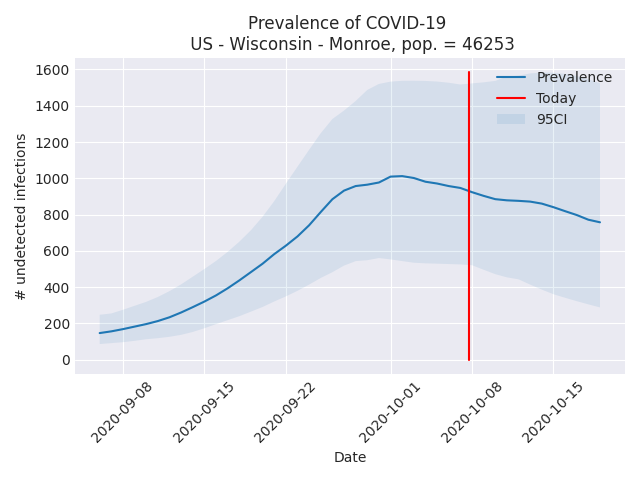 Prevalence of COVID-19
US - Wisconsin - Monroe, pop. = 46253
# undetected infections
1600
1400
1200
1000
800
600
400
200
0
Prevalence
Today
95CI
2020-09-08
2020-09-15
2020-09-22
2020-10-01
2020-10-08
2020-10-15
Date